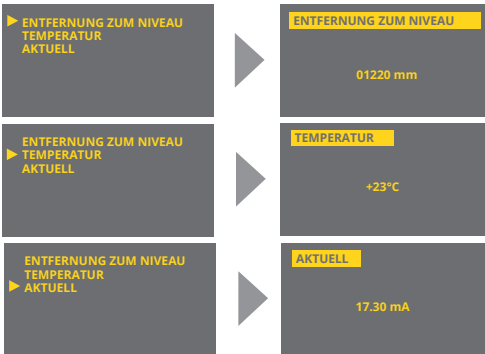 ENTFERNUNG ZUM NIVEAU
TEMPERATUR
AKTUELL
ENTFERNUNG ZUM NIVEAU
01220 mm
ENTFERNUNG ZUM NIVEAU
TEMPERATUR
AKTUELL
TEMPERATUR
+23°C
ENTFERNUNG ZUM NIVEAU
TEMPERATUR
AKTUELL
AKTUELL
17.30 mA